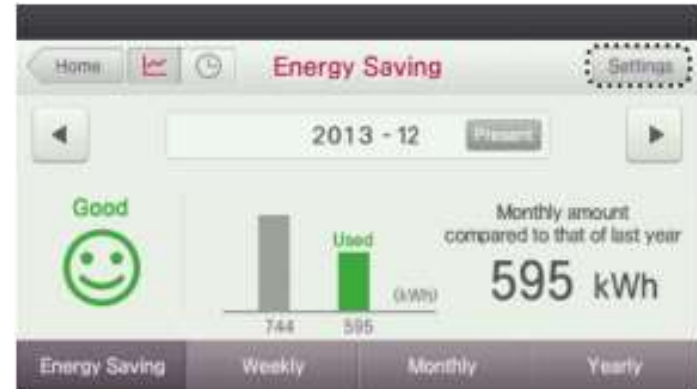 Home
Energy Saving
Settings
2013 - 12
Present
Good
Used
(kWh)
744
595
Monthly amount
compared to that of last year
595 kWh
Energy Saving
Weekly
Monthly
Yearly